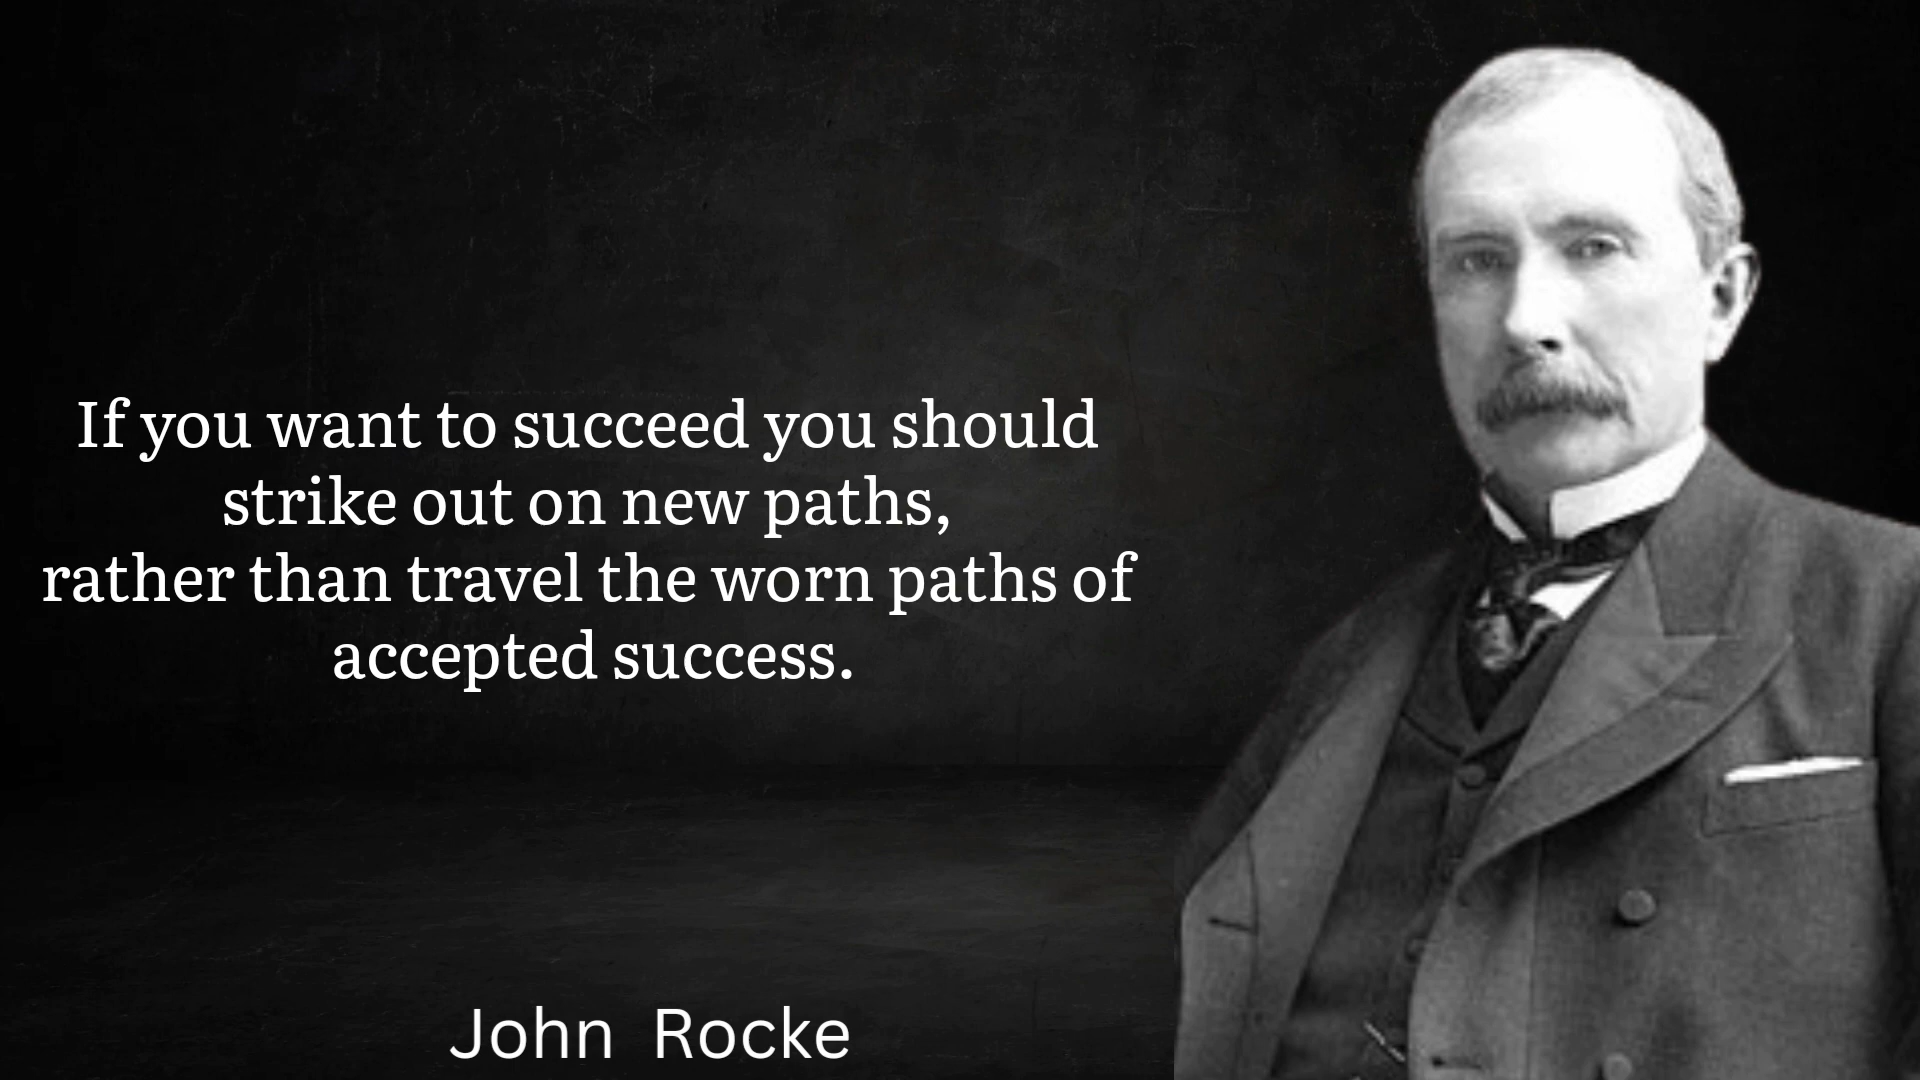 If you want to succeed you should
strike out on new paths,
rather than travel the worn paths of
accepted success.
John Rocke